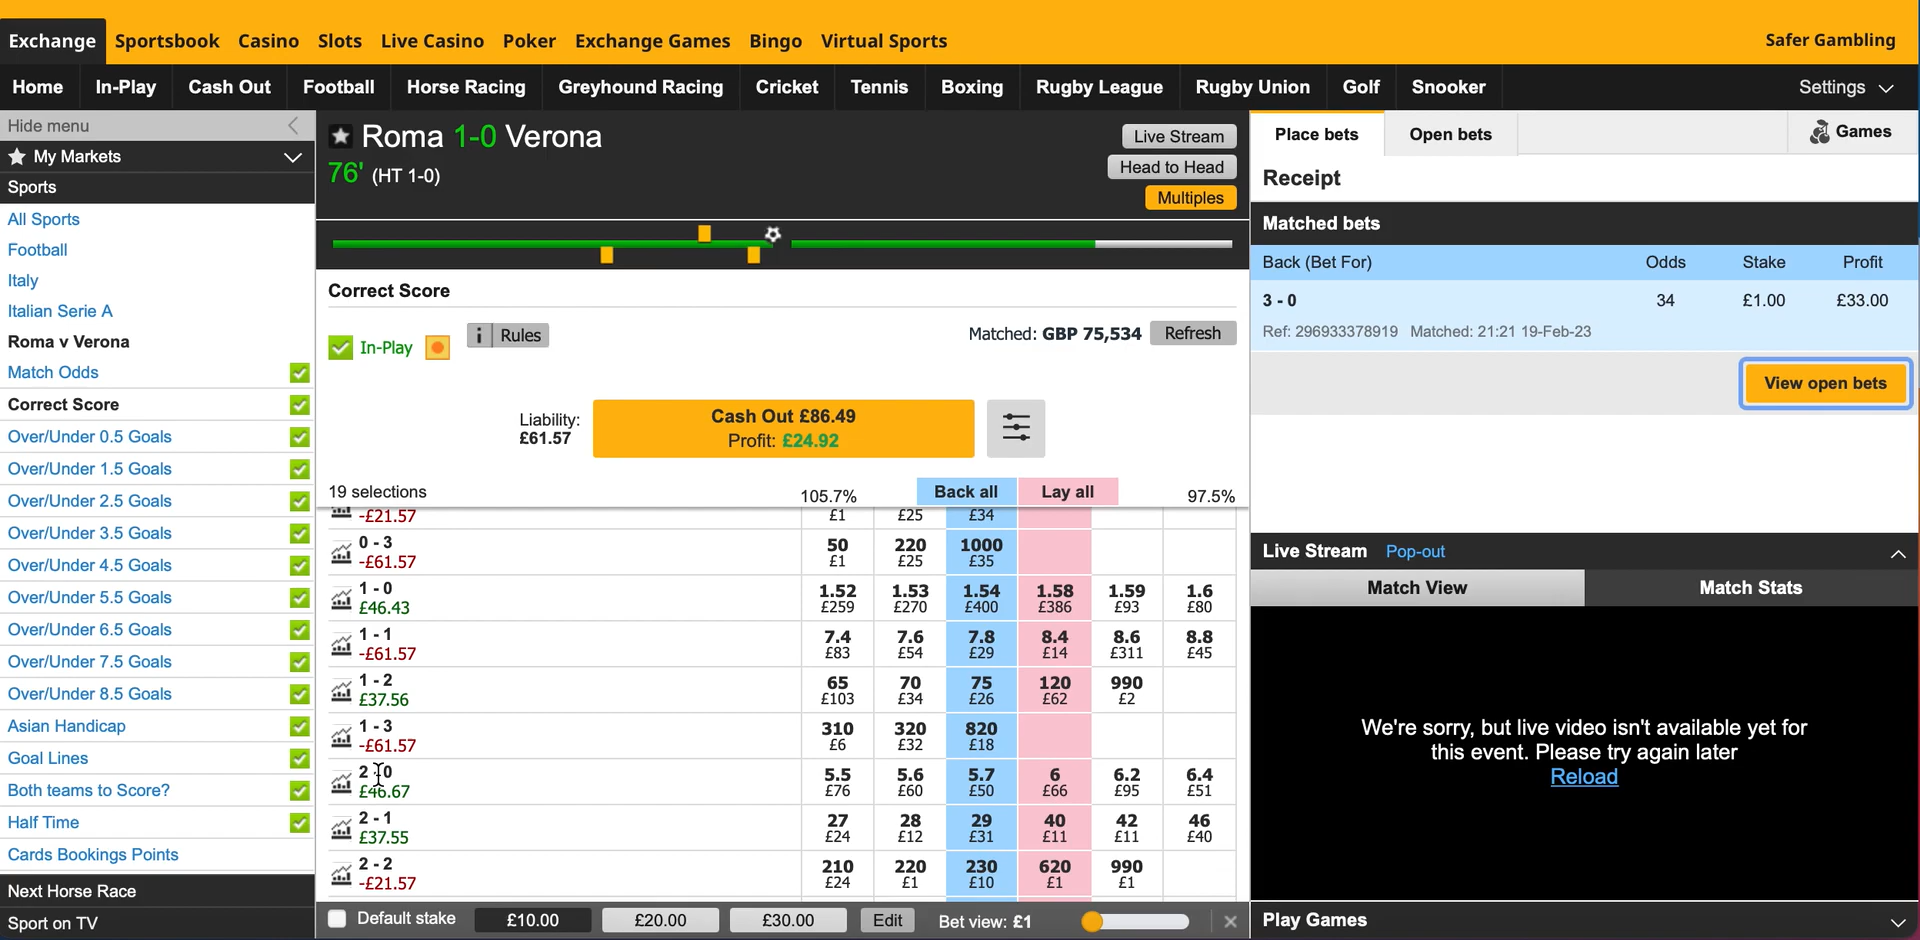 Exchange Sportsbook Casino Slots Live Casino Poker Exchange Games Bingo Virtual Sports Safer Gambling
Home In-Play Cash Out Football Horse Racing Greyhound Racing Cricket Tennis Boxing Rugby League Rugby Union Golf Snooker Settings
Hide menu
My Markets
Sports
All Sports
Football
Italy
Italian Serie A
Roma v Verona
Match Odds
Correct Score
Over/Under 0.5 Goals
Over/Under 1.5 Goals
Over/Under 2.5 Goals
Over/Under 3.5 Goals
Over/Under 4.5 Goals
Over/Under 5.5 Goals
Over/Under 6.5 Goals
Over/Under 7.5 Goals
Over/Under 8.5 Goals
Asian Handicap
Goal Lines
Both teams to Score?
Half Time
Cards Bookings Points
Next Horse Race
Sport on TV
Roma 1-0 Verona
76' (HT 1-0)
Live Stream
Head to Head
Multiples
Correct Score
In-Play
i Rules
Matched: GBP 75,534 Refresh
Liability:
£61.57
Cash Out £86.49
Profit: £24.92
19 selections 105.7% Back all Lay all 97.5%
-£21.57 £1 £25 £34
0 - 3 50 220 1000
-£61.57 £1 £25 £35
1 - 0 1.52 1.53 1.54 1.58 1.59 1.6
£46.43 £259 £270 £400 £386 £93 £80
1 - 1 7.4 7.6 7.8 8.4 8.6 8.8
-£61.57 £83 £54 £29 £14 £311 £45
1 - 2 65 70 75 120 990
£37.56 £103 £34 £26 £62 £2
1 - 3 310 320 820
-£61.57 £6 £32 £18
2 - 0 5.5 5.6 5.7 6 6.2 6.4
£46.67 £76 £60 £50 £66 £95 £51
2 - 1 27 28 29 40 42 46
£37.55 £24 £12 £31 £11 £11 £40
2 - 2 210 220 230 620 990
-£21.57 £24 £1 £10 £1 £1
Default stake £10.00 £20.00 £30.00 Edit Bet view: £1
Place bets Open bets Games
Receipt
Matched bets
Back (Bet For) Odds Stake Profit
3 - 0 34 £1.00 £33.00
Ref: 296933378919 Matched: 21:21 19-Feb-23
View open bets
Live Stream Pop-out
Match View Match Stats
We're sorry, but live video isn't available yet for
this event. Please try again later
Reload
Play Games